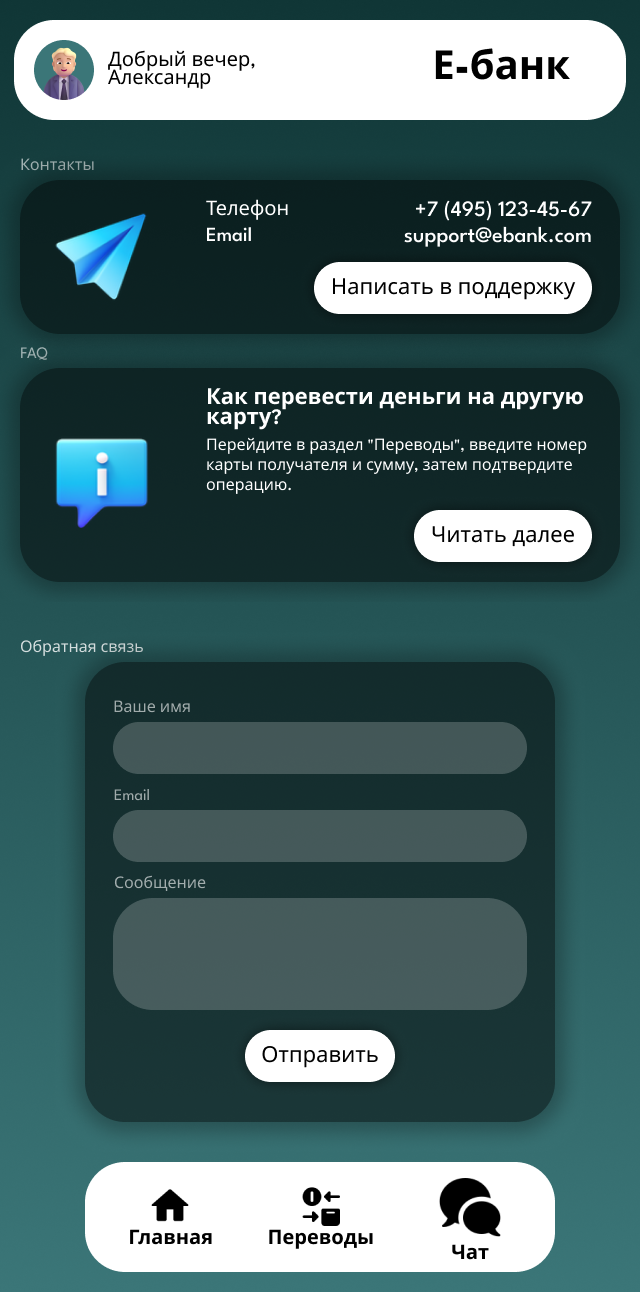 Добрый вечер,
Александр
Е-банк
Контакты
Телефон
+7 (495) 123-45-67
Email
support@ebank.com
Написать в поддержку
FAQ
Как перевести деньги на другую
карту?
Перейдите в раздел "Переводы", введите номер
карты получателя и сумму, затем подтвердите
операцию.
Читать далее
Обратная связь
Ваше имя
Email
Сообщение
Отправить
Главная
Переводы
Чат